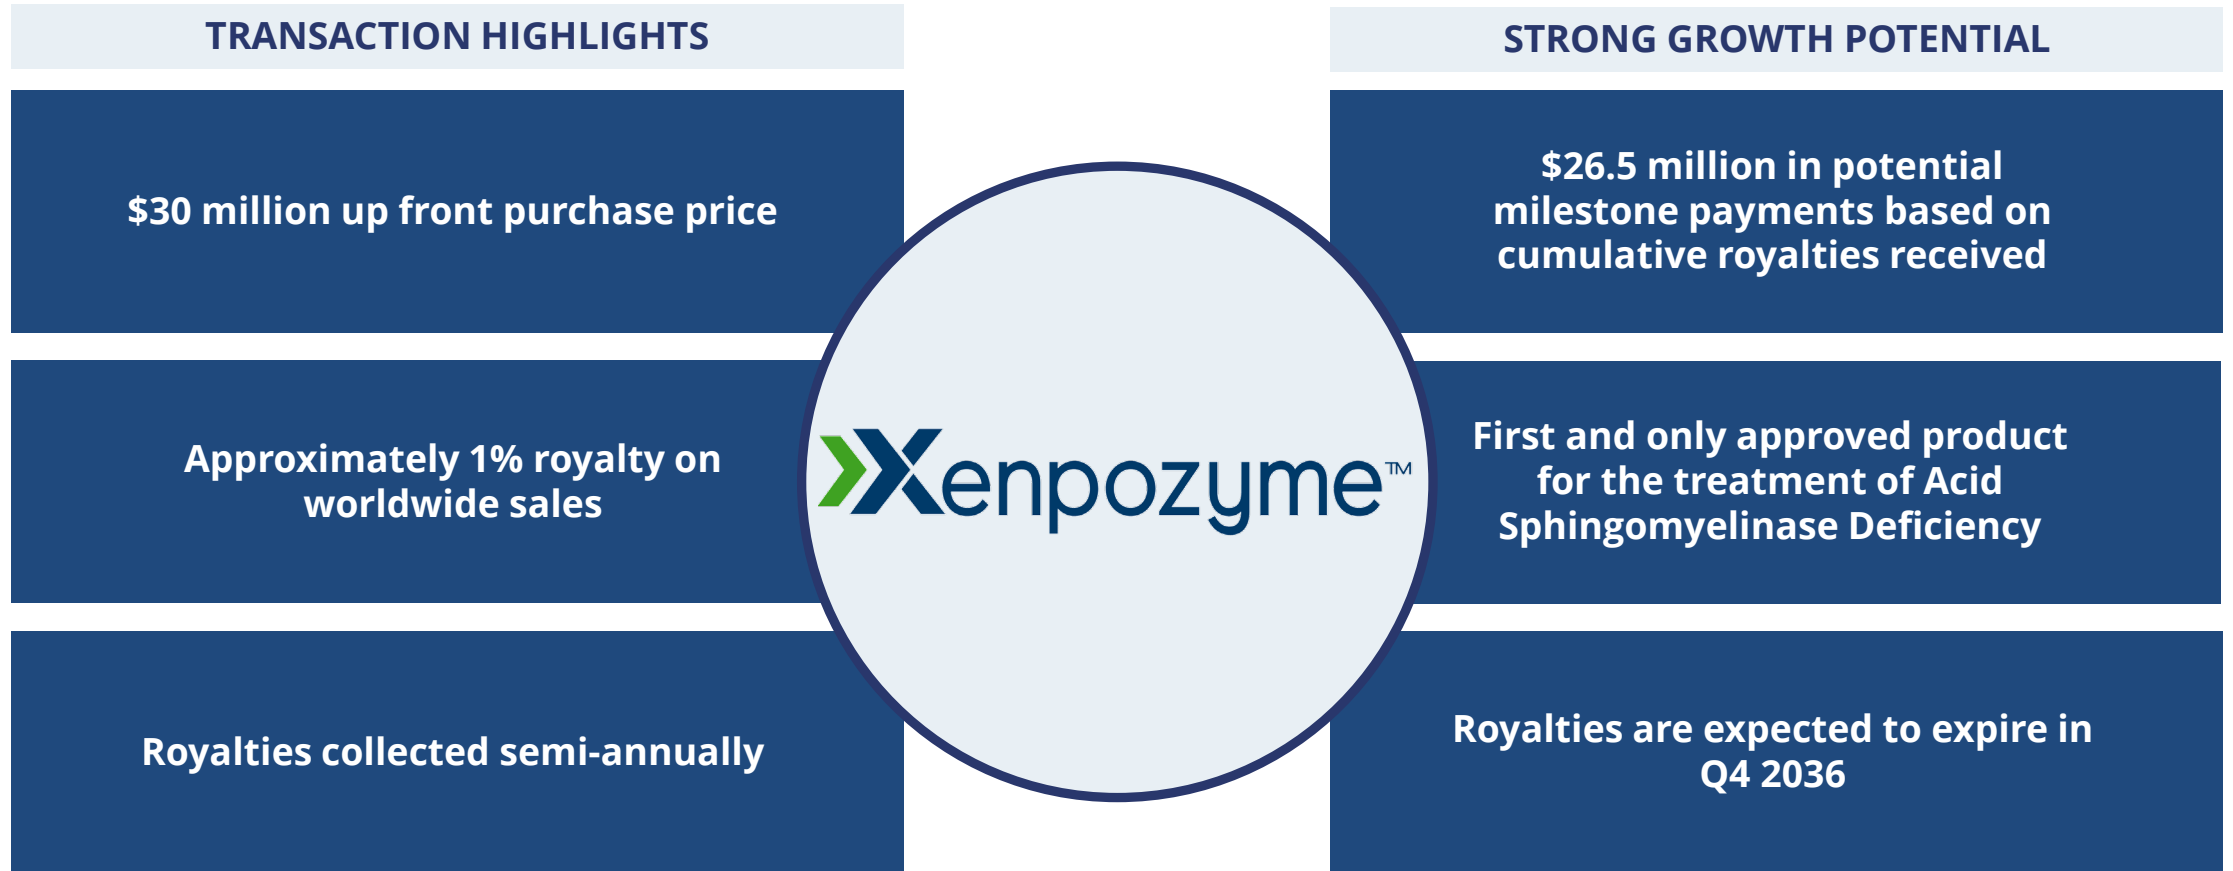 TRANSACTION HIGHLIGHTS
$30 million up front purchase price
Approximately 1% royalty on
worldwide sales
Royalties collected semi-annually
Xenpozyme™
STRONG GROWTH POTENTIAL
$26.5 million in potential
milestone payments based on
cumulative royalties received
First and only approved product
for the treatment of Acid
Sphingomyelinase Deficiency
Royalties are expected to expire in
Q4 2036